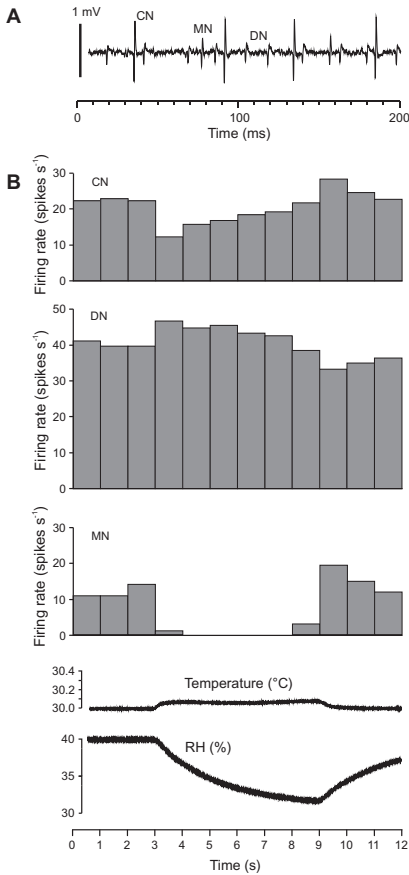 A
1 mV
CN
MN
DN
0 100 200
Time (ms)
B
CN
Firing rate (spikes s-1)
30
20
10
0
DN
Firing rate (spikes s-1)
50
40
30
20
10
0
MN
Firing rate (spikes s-1)
30
20
10
0
Temperature (°C)
30.4
30.2
30.0
RH (%)
40
35
30
0 1 2 3 4 5 6 7 8 9 10 11 12
Time (s)